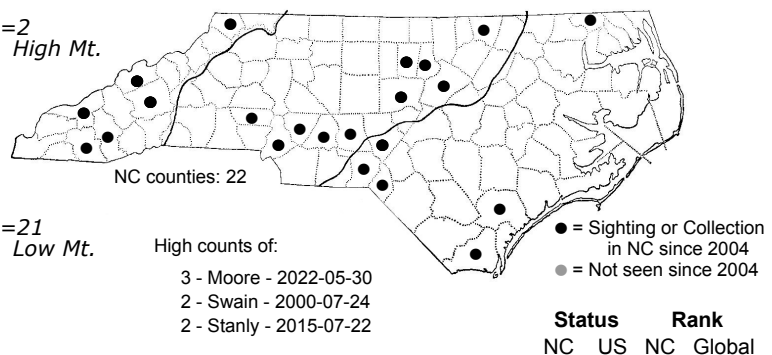 =2
High Mt.
NC counties: 22
=21
Low Mt.
High counts of:
3 - Moore - 2022-05-30
2 - Swain - 2000-07-24
2 - Stanly - 2015-07-22
● = Sighting or Collection
in NC since 2004
● = Not seen since 2004
Status Rank
NC US NC Global